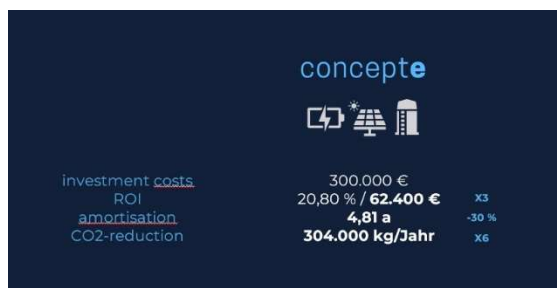 concepte
investment costs 300.000 €
ROI 20,80 % / 62.400 € X3
amortisation 4,81 a -30 %
CO2-reduction 304.000 kg/Jahr X6